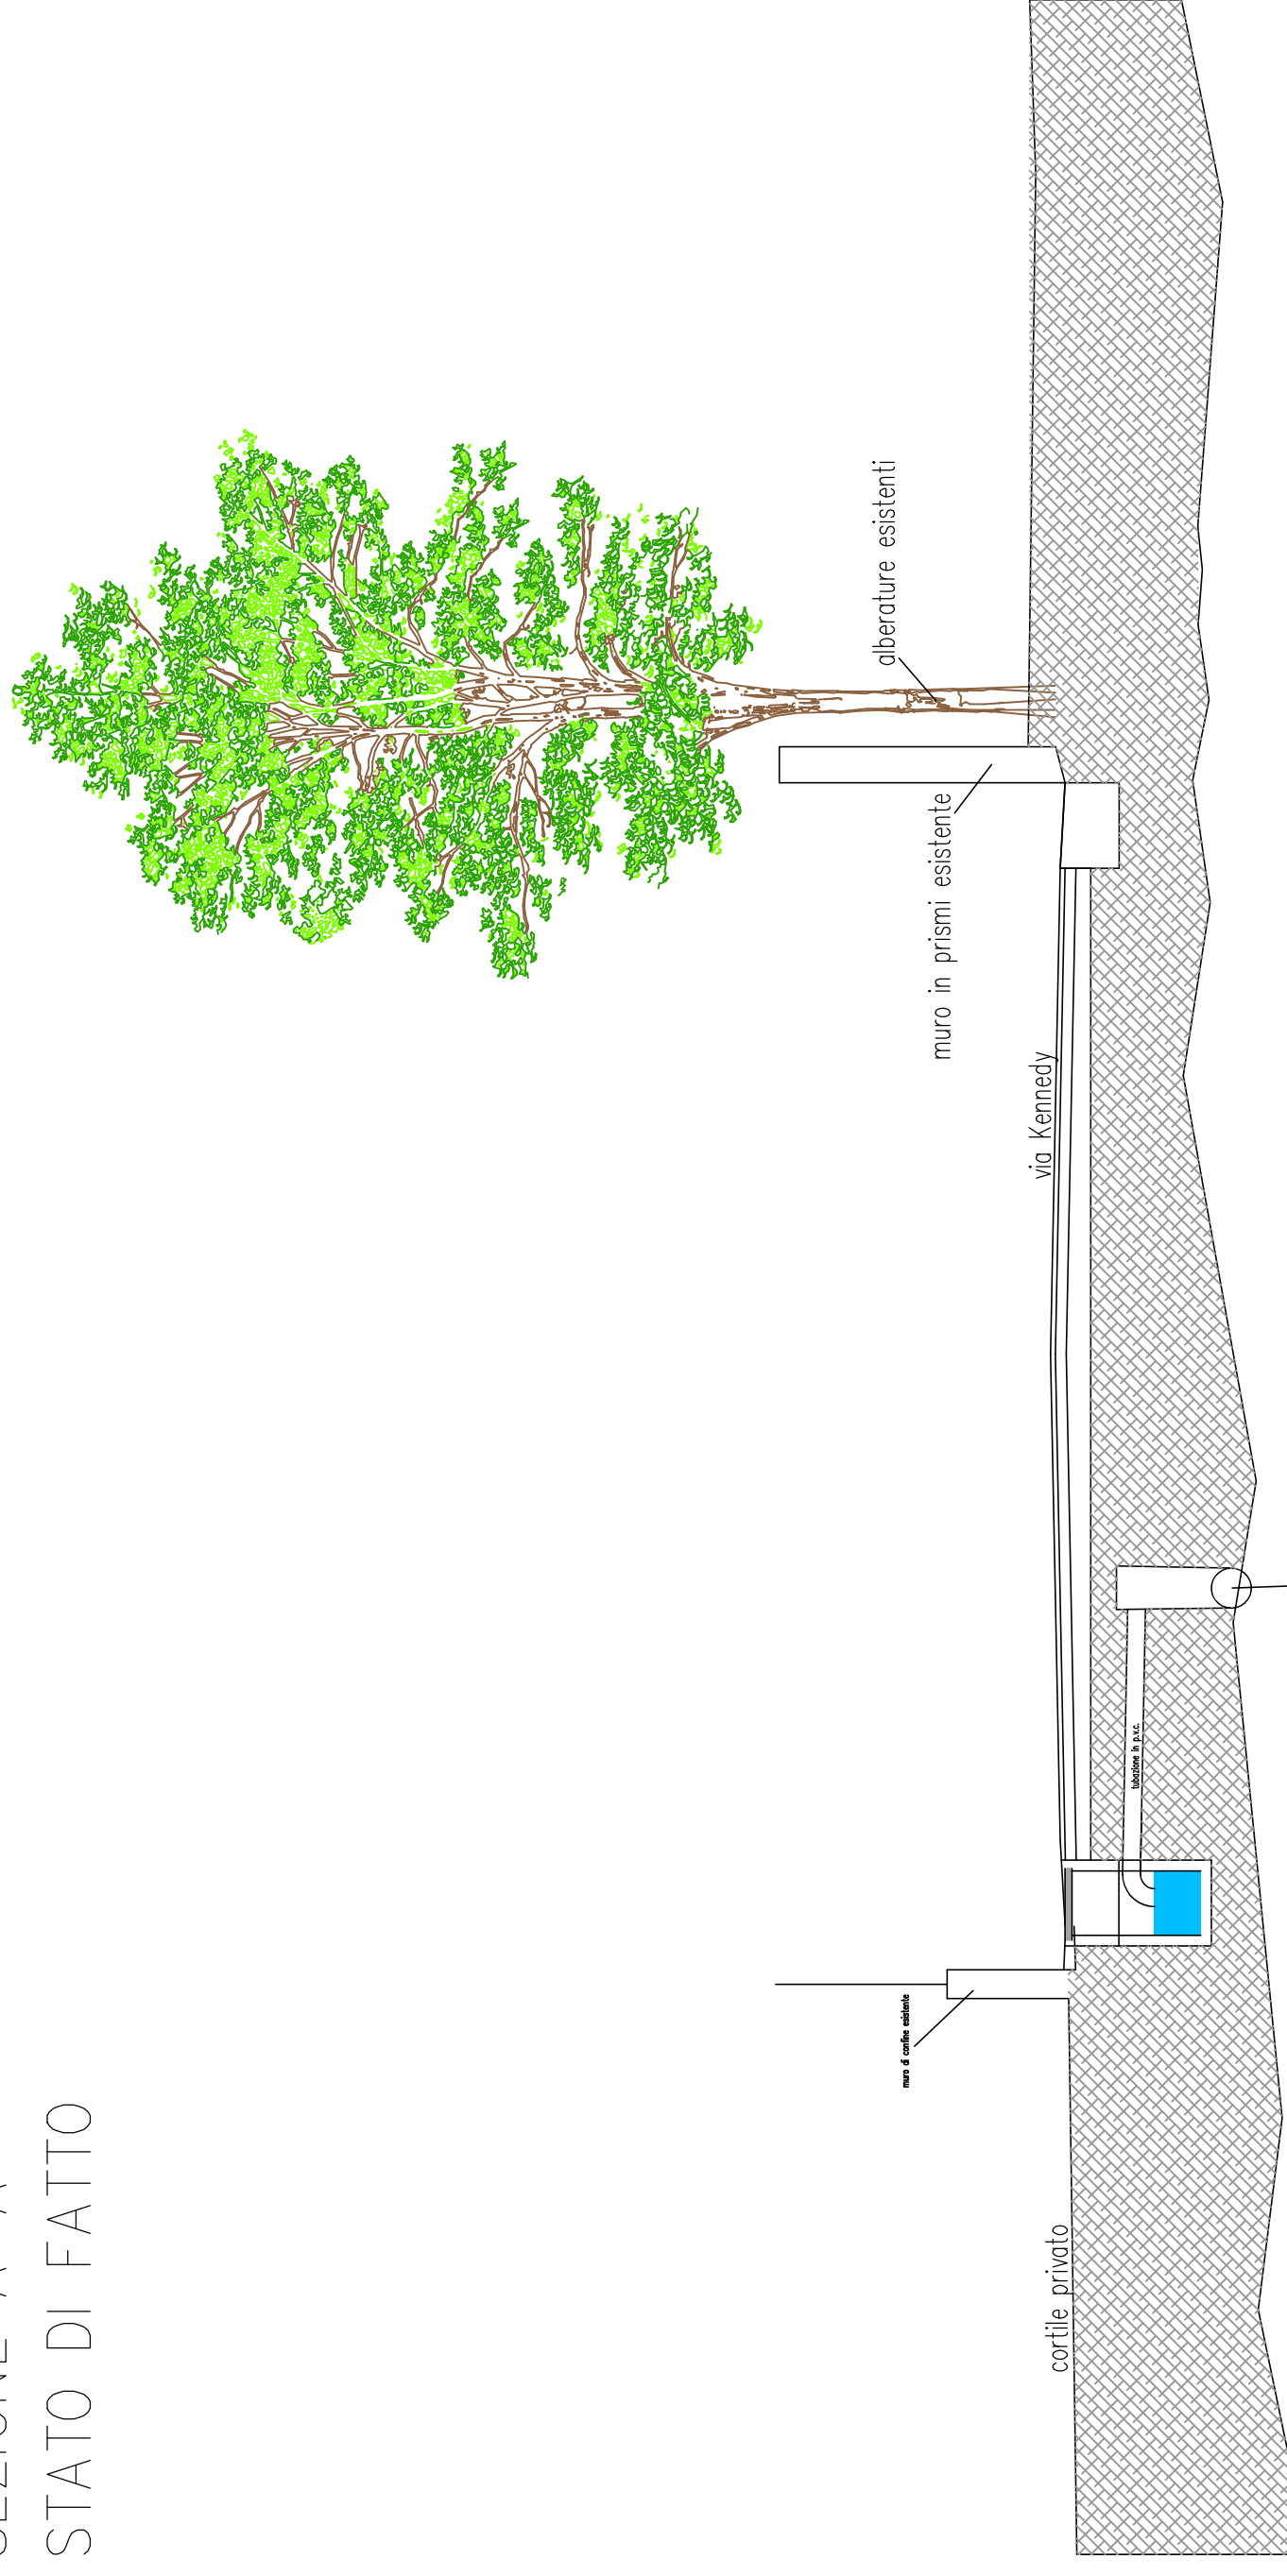 STATO DI FATTO
alberature esistenti
muro in prismi esistente
via Kennedy
tubazione in p.v.c.
muro di confine esistente
cortile privato